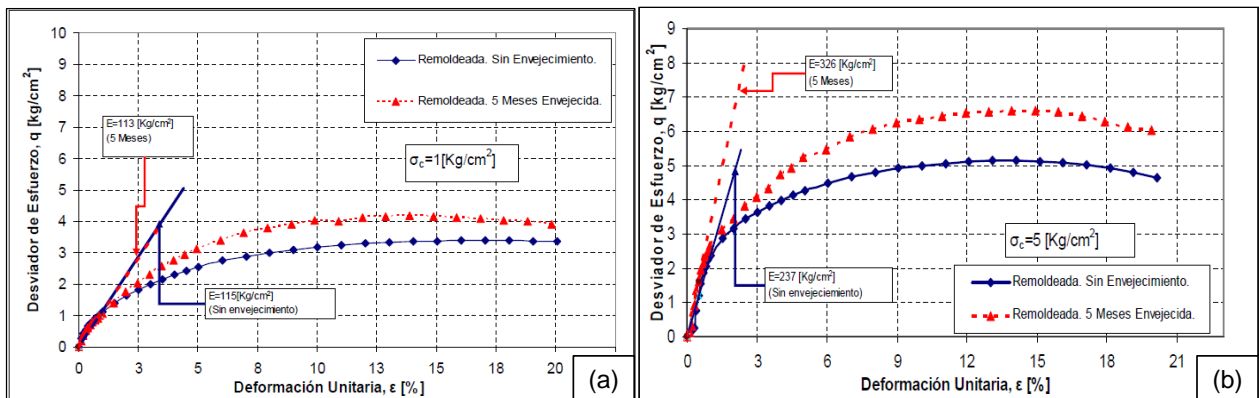 Desviador de Esfuerzo, q [kg/cm²]
10
9
8
7
6
5
4
3
2
1
0
Remoldeada. Sin Envejecimiento.
Remoldeada. 5 Meses Envejecida.
E=113 [Kg/cm²]
(5 Meses)
σc=1[Kg/cm²]
E=115[Kg/cm²]
(Sin envejecimiento)
0 3 3 5 8 10 13 15 18 20
Deformación Unitaria, ε [%]
(a)
Desviador de Esfuerzo, q [kg/cm²]
9
8
7
6
5
4
3
2
1
0
E=326 [Kg/cm²]
(5 Meses)
σc=5 [Kg/cm²]
E=237 [Kg/cm²]
(Sin envejeciemiento)
Remoldeada. Sin Envejecimiento.
Remoldeada. 5 Meses Envejecida.
0 3 6 9 12 15 18 21
Deformación Unitaria, ε [%]
(b)